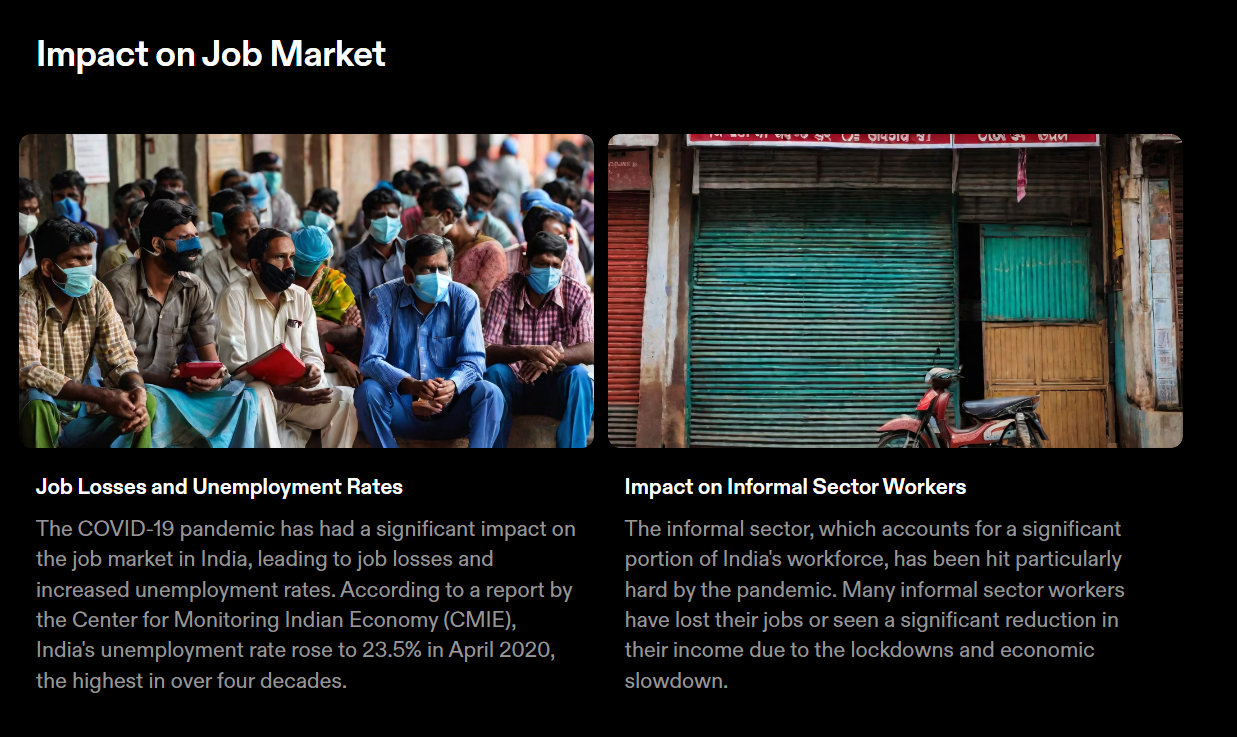 Impact on Job Market
Job Losses and Unemployment Rates
The COVID-19 pandemic has had a significant impact on
the job market in India, leading to job losses and
increased unemployment rates. According to a report by
the Center for Monitoring Indian Economy (CMIE),
India's unemployment rate rose to 23.5% in April 2020,
the highest in over four decades.
Impact on Informal Sector Workers
The informal sector, which accounts for a significant
portion of India's workforce, has been hit particularly
hard by the pandemic. Many informal sector workers
have lost their jobs or seen a significant reduction in
their income due to the lockdowns and economic
slowdown.